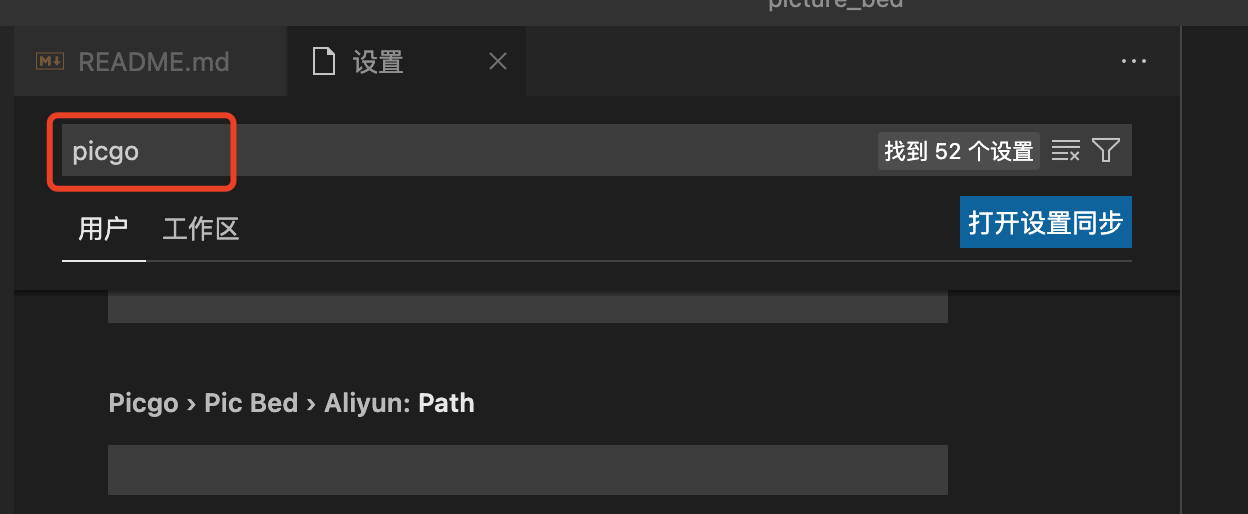 picture_bed
README.md 设置
picgo 找到 52 个设置
用户 工作区 打开设置同步
Picgo › Pic Bed › Aliyun: Path